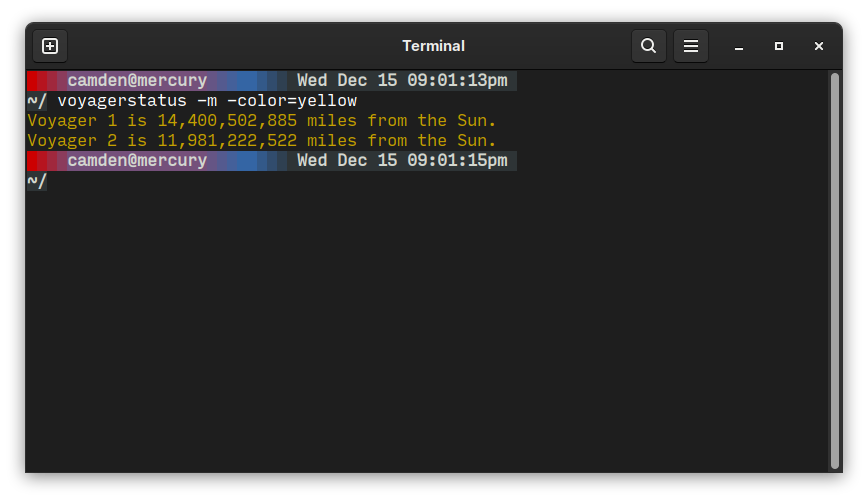 Terminal
camden@mercury Wed Dec 15 09:01:13pm
~/ voyagerstatus -m -color=yellow
Voyager 1 is 14,400,502,885 miles from the Sun.
Voyager 2 is 11,981,222,522 miles from the Sun.
camden@mercury Wed Dec 15 09:01:15pm
~/